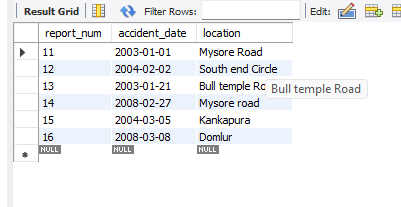 Result Grid Filter Rows: Edit:
report_num accident_date location
11 2003-01-01 Mysore Road
12 2004-02-02 South end Circle
13 2003-01-21 Bull temple Ro Bull temple Road
14 2008-02-27 Mysore road
15 2004-03-05 Kankapura
16 2008-03-08 Domlur
NULL NULL NULL